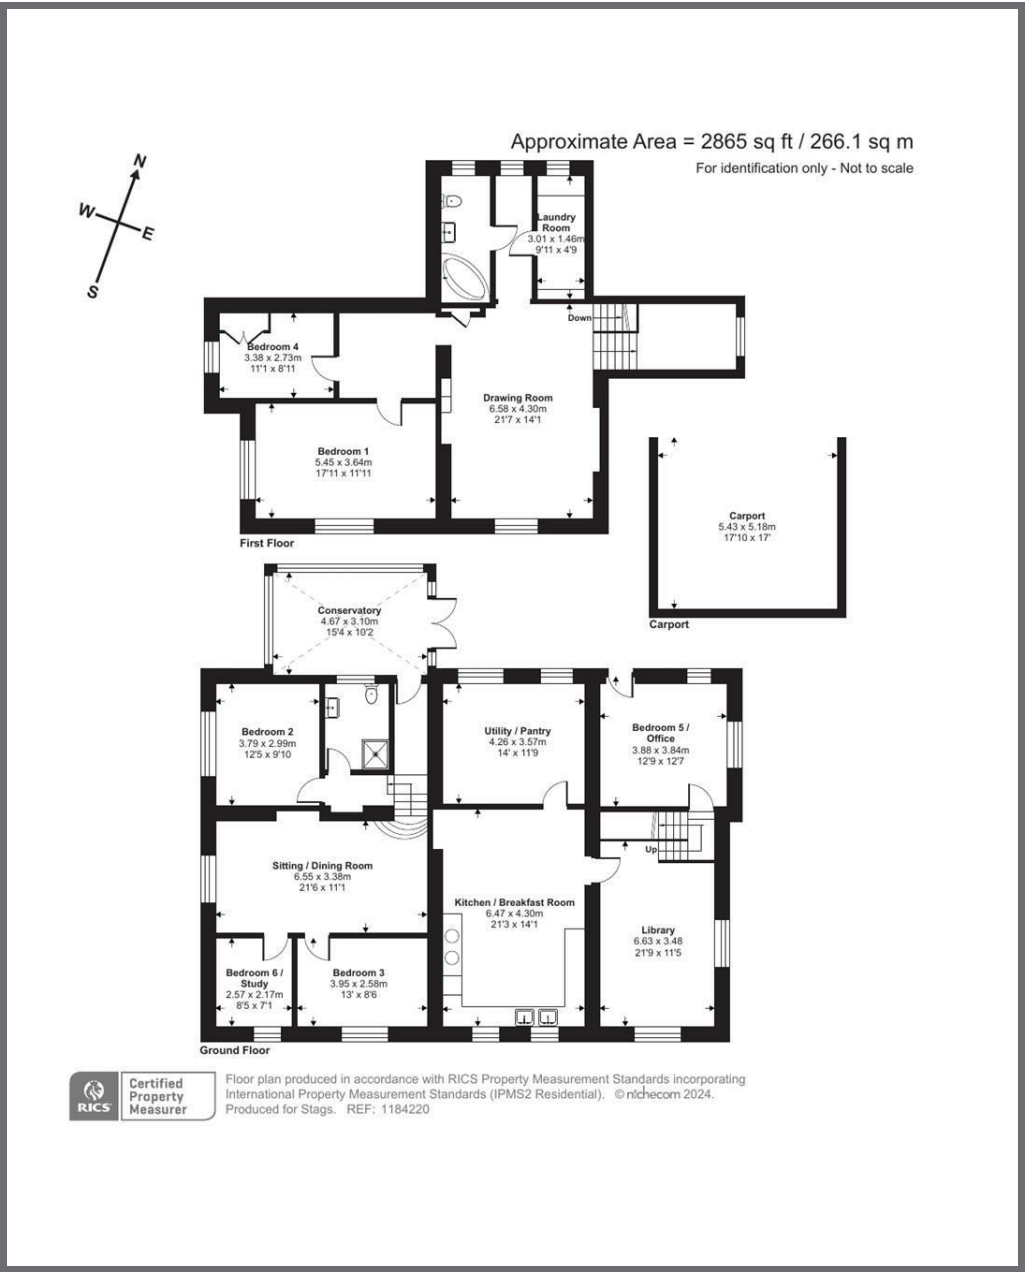 Approximate Area = 2865 sq ft / 266.1 sq m
For identification only - Not to scale
N
W
E
S
Laundry
Room
3.01 x 1.46m
9'11 x 4'9
Down
Bedroom 4
3.38 x 2.73m
11'1 x 8'11
Drawing Room
6.58 x 4.30m
21'7 x 14'1
Bedroom 1
5.45 x 3.64m
17'11 x 11'11
First Floor
Carport
5.43 x 5.18m
17'10 x 17'
Carport
Conservatory
4.67 x 3.10m
15'4 x 10'2
Bedroom 2
3.79 x 2.99m
12'5 x 9'10
Utility / Pantry
4.26 x 3.57m
14' x 11'9
Bedroom 5 /
Office
3.88 x 3.84m
12'9 x 12'7
Up
Sitting / Dining Room
6.55 x 3.38m
21'6 x 11'1
Kitchen / Breakfast Room
6.47 x 4.30m
21'3 x 14'1
Library
6.63 x 3.48
21'9 x 11'5
Bedroom 6 /
Study
2.57 x 2.17m
8'5 x 7'1
Bedroom 3
3.95 x 2.58m
13' x 8'6
Ground Floor
RICS
Certified
Property
Measurer
Floor plan produced in accordance with RICS Property Measurement Standards incorporating
International Property Measurement Standards (IPMS2 Residential). © nichecom 2024.
Produced for Stags. REF: 1184220